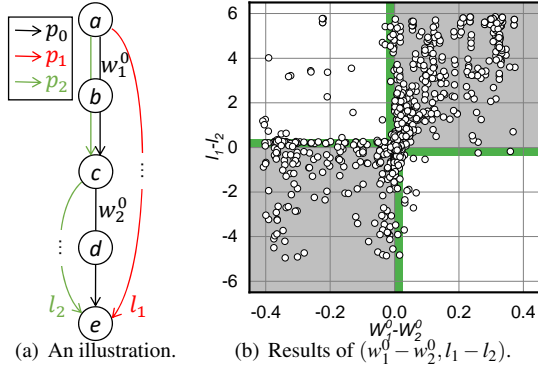 p₀
p₁
p₂
a
w₁⁰
b
c
w₂⁰
d
e
l₂
l₁
...
...
6
4
2
0
-2
-4
-6
l₁-l₂
-0.4 -0.2 0.0 0.2 0.4
W₁⁰-W₂⁰
(a) An illustration.
(b) Results of (w₁⁰ − w₂⁰, l₁ − l₂).